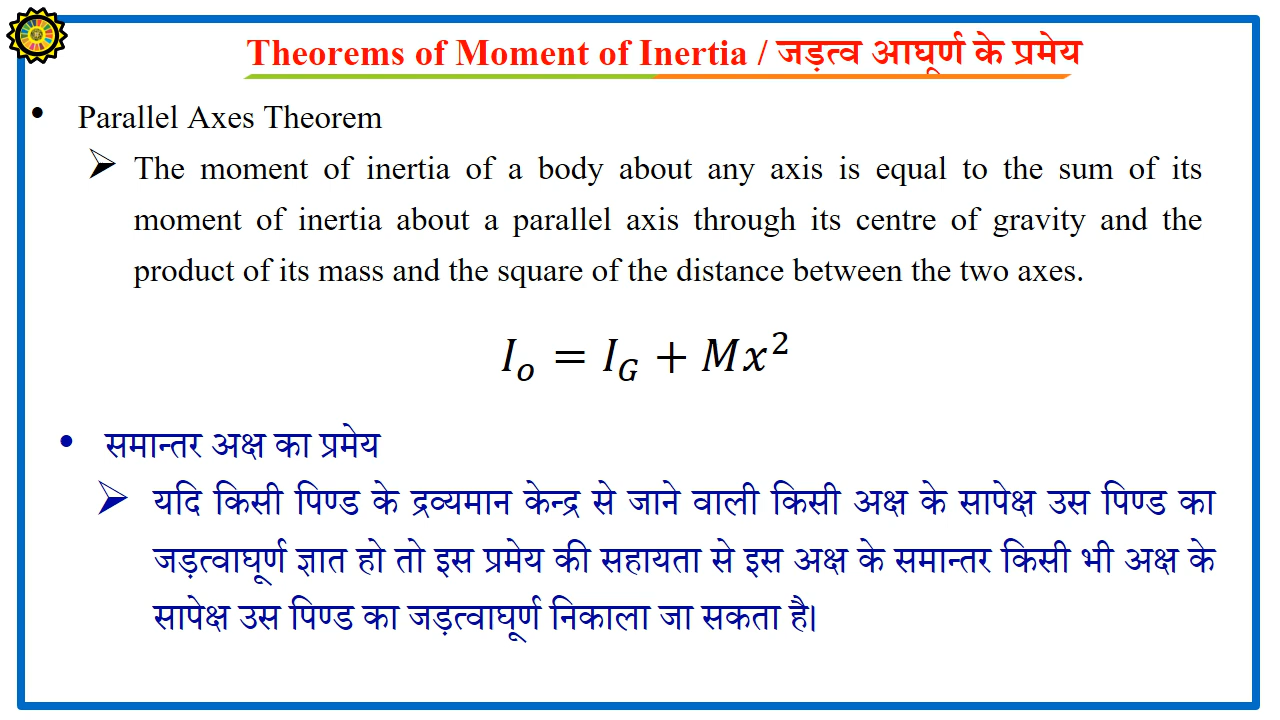 Theorems of Moment of Inertia / जड़त्व आघूर्ण के प्रमेय
• Parallel Axes Theorem
➢ The moment of inertia of a body about any axis is equal to the sum of its
moment of inertia about a parallel axis through its centre of gravity and the
product of its mass and the square of the distance between the two axes.
I_o = I_G + Mx²
• समान्तर अक्ष का प्रमेय
➢ यदि किसी पिण्ड के द्रव्यमान केन्द्र से जाने वाली किसी अक्ष के सापेक्ष उस पिण्ड का
जड़त्वाघूर्ण ज्ञात हो तो इस प्रमेय की सहायता से इस अक्ष के समान्तर किसी भी अक्ष के
सापेक्ष उस पिण्ड का जड़त्वाघूर्ण निकाला जा सकता है।